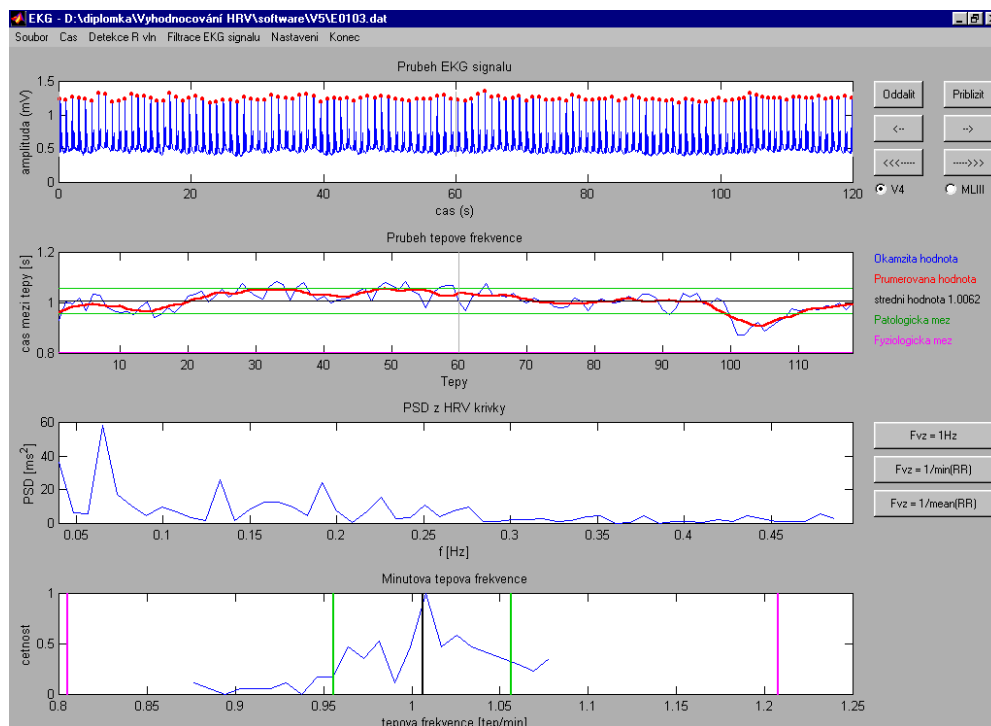 EKG - D:\diplomka\Vyhodnocování HRV\software\V5\E0103.dat
Soubor Cas Detekce R vln Filtrace EKG signalu Nastaveni Konec
Prubeh EKG signalu
amplituda (mV)
1.5
1
0.5
0
0 20 40 60 80 100 120
cas (s)
Oddalit Priblizit
<-- -->
<<<----- ----->>>
V4 MLIII
Prubeh tepove frekvence
cas mezi tepy [s]
1.2
1
0.8
10 20 30 40 50 60 70 80 90 100 110
Tepy
Okamzita hodnota
Prumerovana hodnota
stredni hodnota 1.0062
Patologicka mez
Fyziologicka mez
PSD z HRV krivky
PSD [ms²]
60
40
20
0
0.05 0.1 0.15 0.2 0.25 0.3 0.35 0.4 0.45
f [Hz]
Fvz = 1Hz
Fvz = 1/min(RR)
Fvz = 1/mean(RR)
Minutova tepova frekvence
cetnost
1
0.5
0
0.8 0.85 0.9 0.95 1 1.05 1.1 1.15 1.2 1.25
tepova frekvence [tep/min]